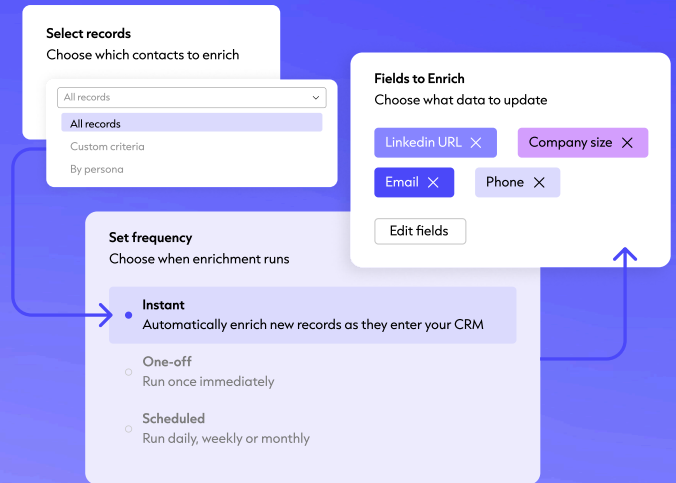 Select records
Choose which contacts to enrich
All records
All records
Custom criteria
By persona
Set frequency
Choose when enrichment runs
Instant
Automatically enrich new records as they enter your CRM
One-off
Run once immediately
Scheduled
Run daily, weekly or monthly
Fields to Enrich
Choose what data to update
Linkedin URL
Company size
Email
Phone
Edit fields